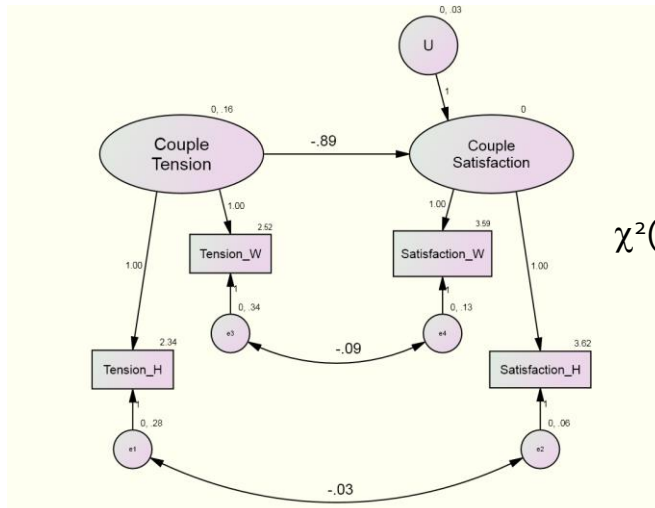 0, .03
U
1
0, .16
0
Couple
Tension
-.89
Couple
Satisfaction
1.00
2.52
1.00
3.59
Tension_W
Satisfaction_W
χ²(
1.00
1.00
1
1
0, .34
0, .13
e3
e4
-.09
2.34
3.62
Tension_H
Satisfaction_H
1
1
0, .28
0, .06
e1
e2
-.03